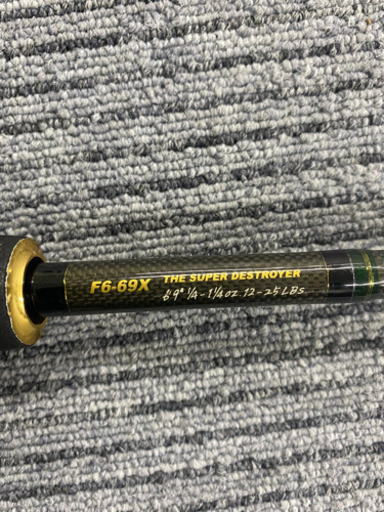 F6-69X THE SUPER DESTROYER
6'9" 1/4-1 1/4oz. 12-25LBS.